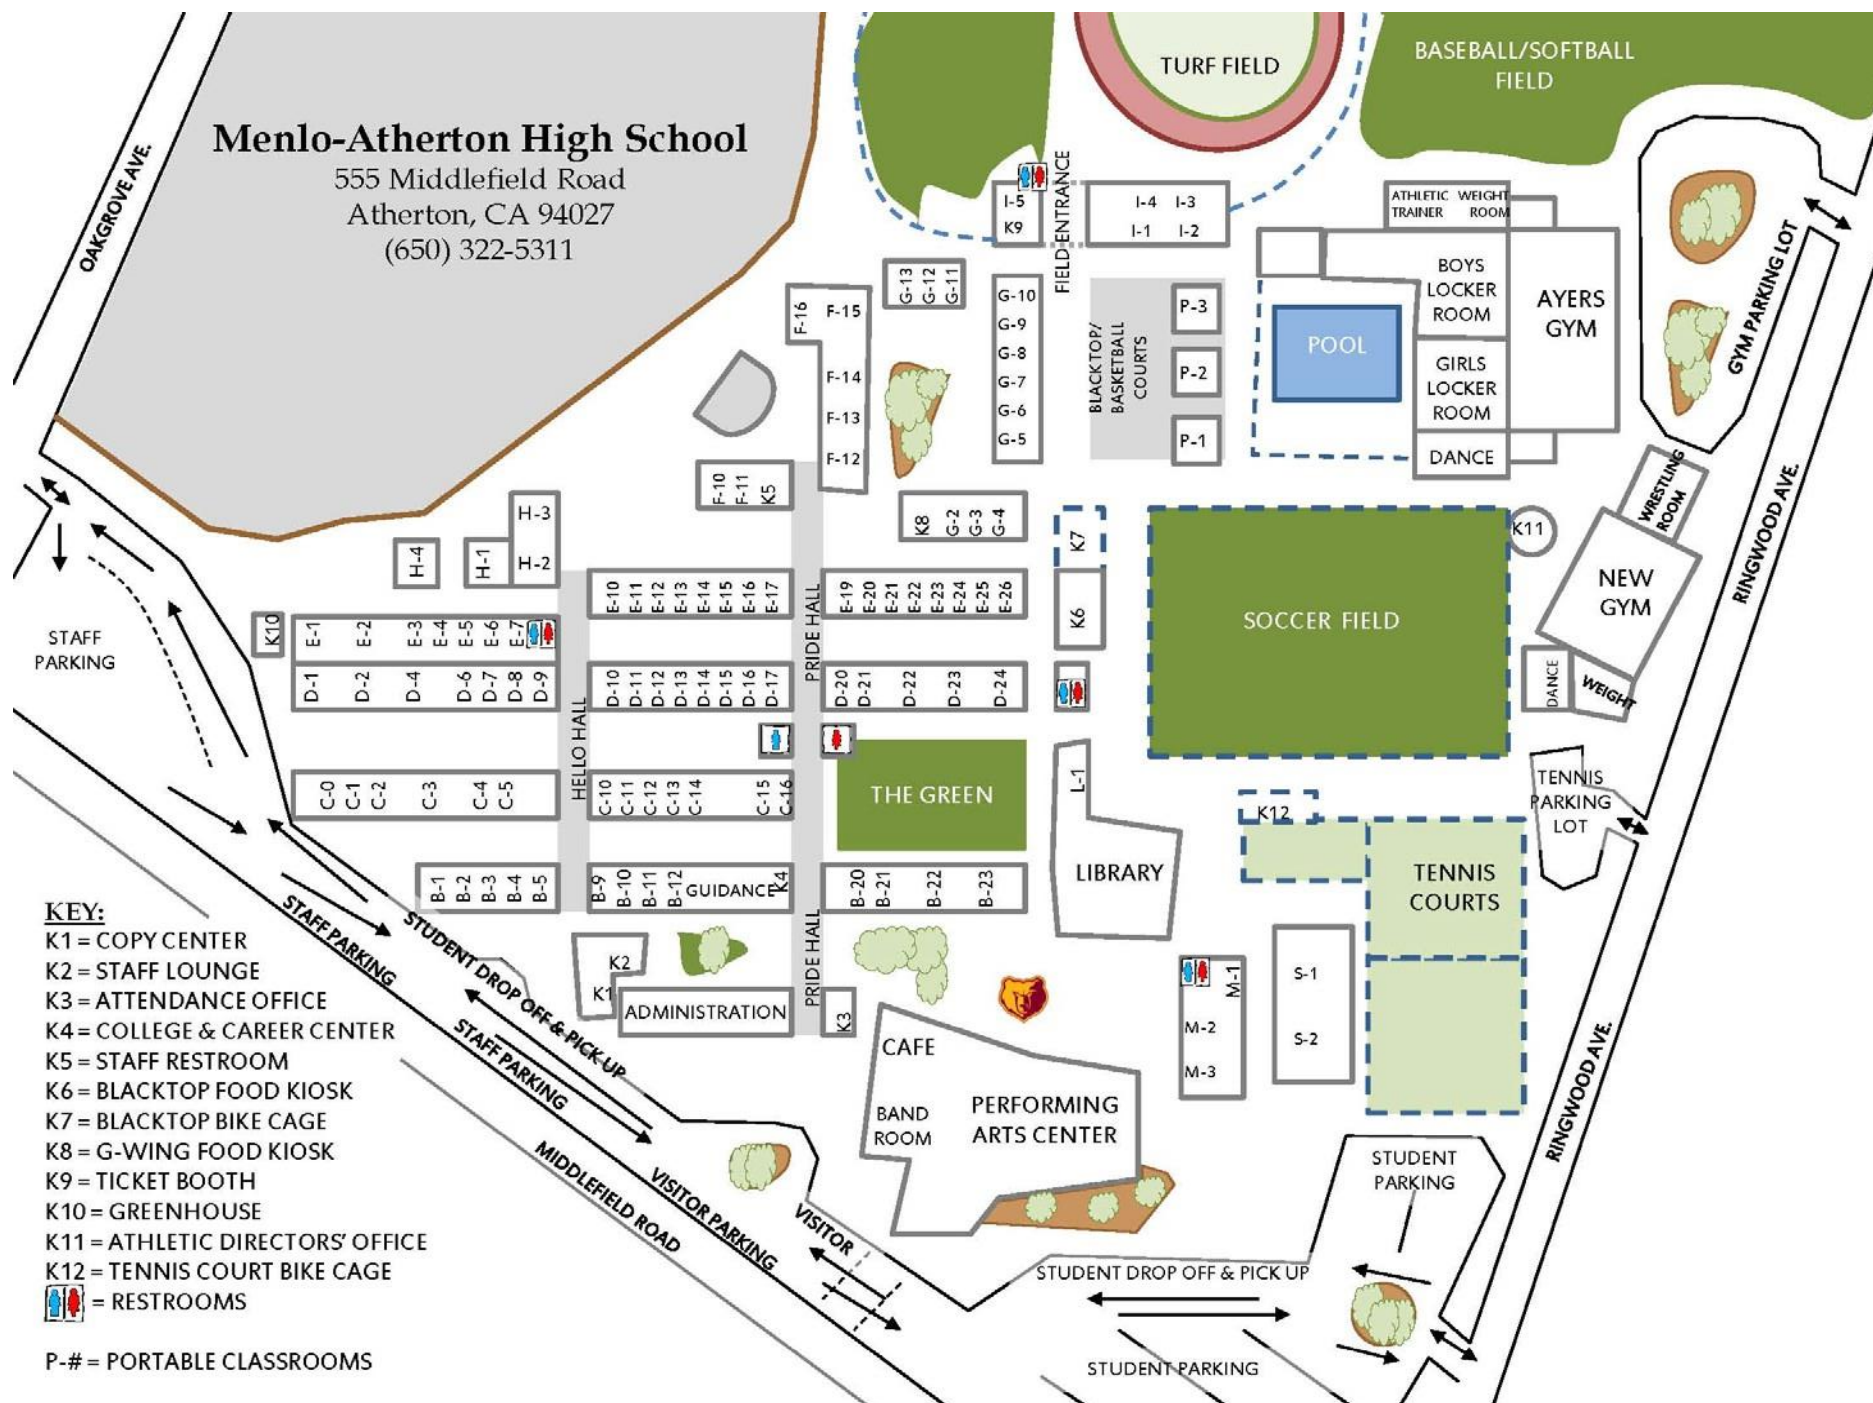 Menlo-Atherton High School
555 Middlefield Road
Atherton, CA 94027
(650) 322-5311
OAKGROVE AVE.
TURF FIELD
BASEBALL/SOFTBALL
FIELD
I-5
K9
FIELD ENTRANCE
I-4 I-3
I-1 I-2
ATHLETIC
TRAINER
WEIGHT
ROOM
GYM PARKING LOT
BOYS
LOCKER
ROOM
AYERS
GYM
GIRLS
LOCKER
ROOM
DANCE
POOL
G-13
G-12
G-11
G-10
G-9
G-8
G-7
G-6
G-5
BLACKTOP/
BASKETBALL
COURTS
P-3
P-2
P-1
F-16
F-15
F-14
F-13
F-12
F-10
F-11
K5
K8
G-2
G-3
G-4
K7
K6
K11
WRESTLING
ROOM
NEW
GYM
RINGWOOD AVE.
H-3
H-2
H-1
H-4
K10
STAFF
PARKING
E-1
E-2
E-3
E-4
E-5
E-6
E-7
E-10
E-11
E-12
E-13
E-14
E-15
E-16
E-17
PRIDE HALL
E-19
E-20
E-21
E-22
E-23
E-24
E-25
E-26
SOCCER FIELD
D-1
D-2
D-4
D-6
D-7
D-8
D-9
D-10
D-11
D-12
D-13
D-14
D-15
D-16
D-17
D-20
D-21
D-22
D-23
D-24
DANCE
WEIGHT
HELLO HALL
C-0
C-1
C-2
C-3
C-4
C-5
C-10
C-11
C-12
C-13
C-14
C-15
C-16
THE GREEN
L-1
LIBRARY
K12
TENNIS
PARKING
LOT
TENNIS
COURTS
B-1
B-2
B-3
B-4
B-5
B-9
B-10
B-11
B-12
GUIDANCE
K4
B-20
B-21
B-22
B-23
PRIDE HALL
K2
K1
ADMINISTRATION
K3
CAFE
BAND
ROOM
PERFORMING
ARTS CENTER
M-1
M-2
M-3
S-1
S-2
RINGWOOD AVE.
STAFF PARKING
STUDENT DROP OFF & PICK UP
STAFF PARKING
MIDDLEFIELD ROAD
VISITOR PARKING
VISITOR
STUDENT
PARKING
STUDENT DROP OFF & PICK UP
STUDENT PARKING
KEY:
K1 = COPY CENTER
K2 = STAFF LOUNGE
K3 = ATTENDANCE OFFICE
K4 = COLLEGE & CAREER CENTER
K5 = STAFF RESTROOM
K6 = BLACKTOP FOOD KIOSK
K7 = BLACKTOP BIKE CAGE
K8 = G-WING FOOD KIOSK
K9 = TICKET BOOTH
K10 = GREENHOUSE
K11 = ATHLETIC DIRECTORS' OFFICE
K12 = TENNIS COURT BIKE CAGE
= RESTROOMS
P-# = PORTABLE CLASSROOMS